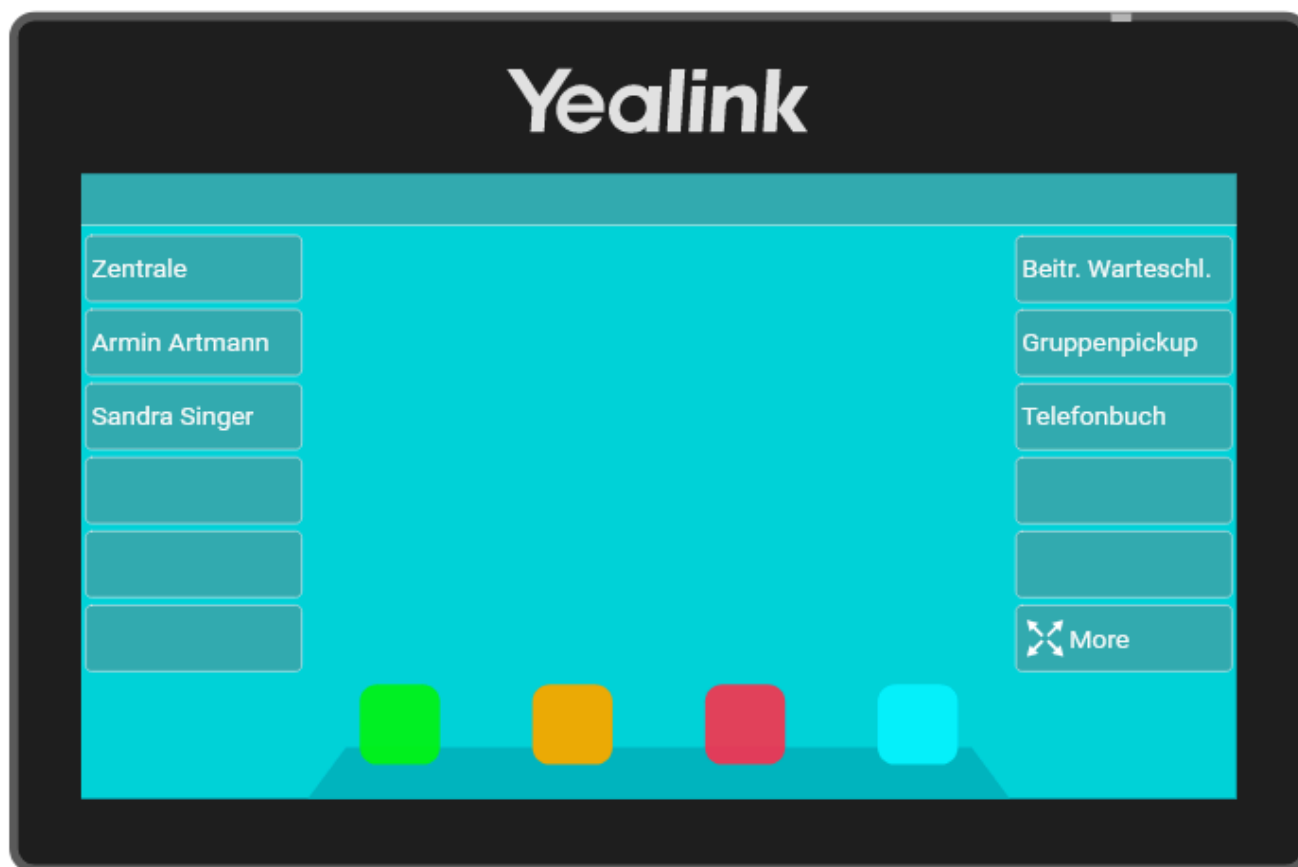 Yealink
Zentrale
Armin Artmann
Sandra Singer
Beitr. Warteschl.
Gruppenpickup
Telefonbuch
More